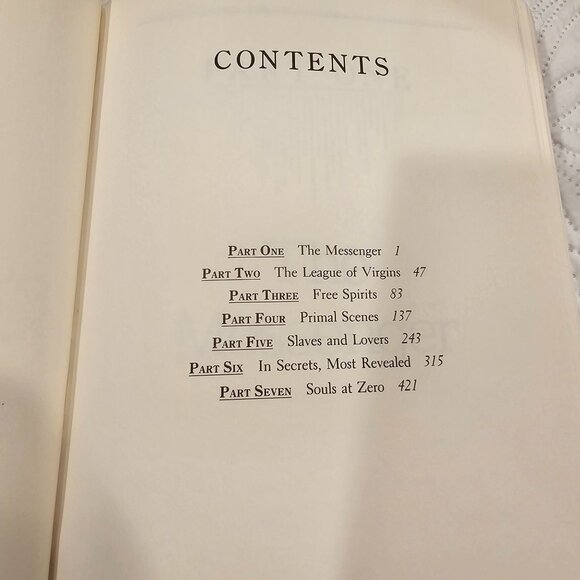 CONTENTS
PART ONE The Messenger 1
PART TWO The League of Virgins 47
PART THREE Free Spirits 83
PART FOUR Primal Scenes 137
PART FIVE Slaves and Lovers 243
PART SIX In Secrets, Most Revealed 315
PART SEVEN Souls at Zero 421